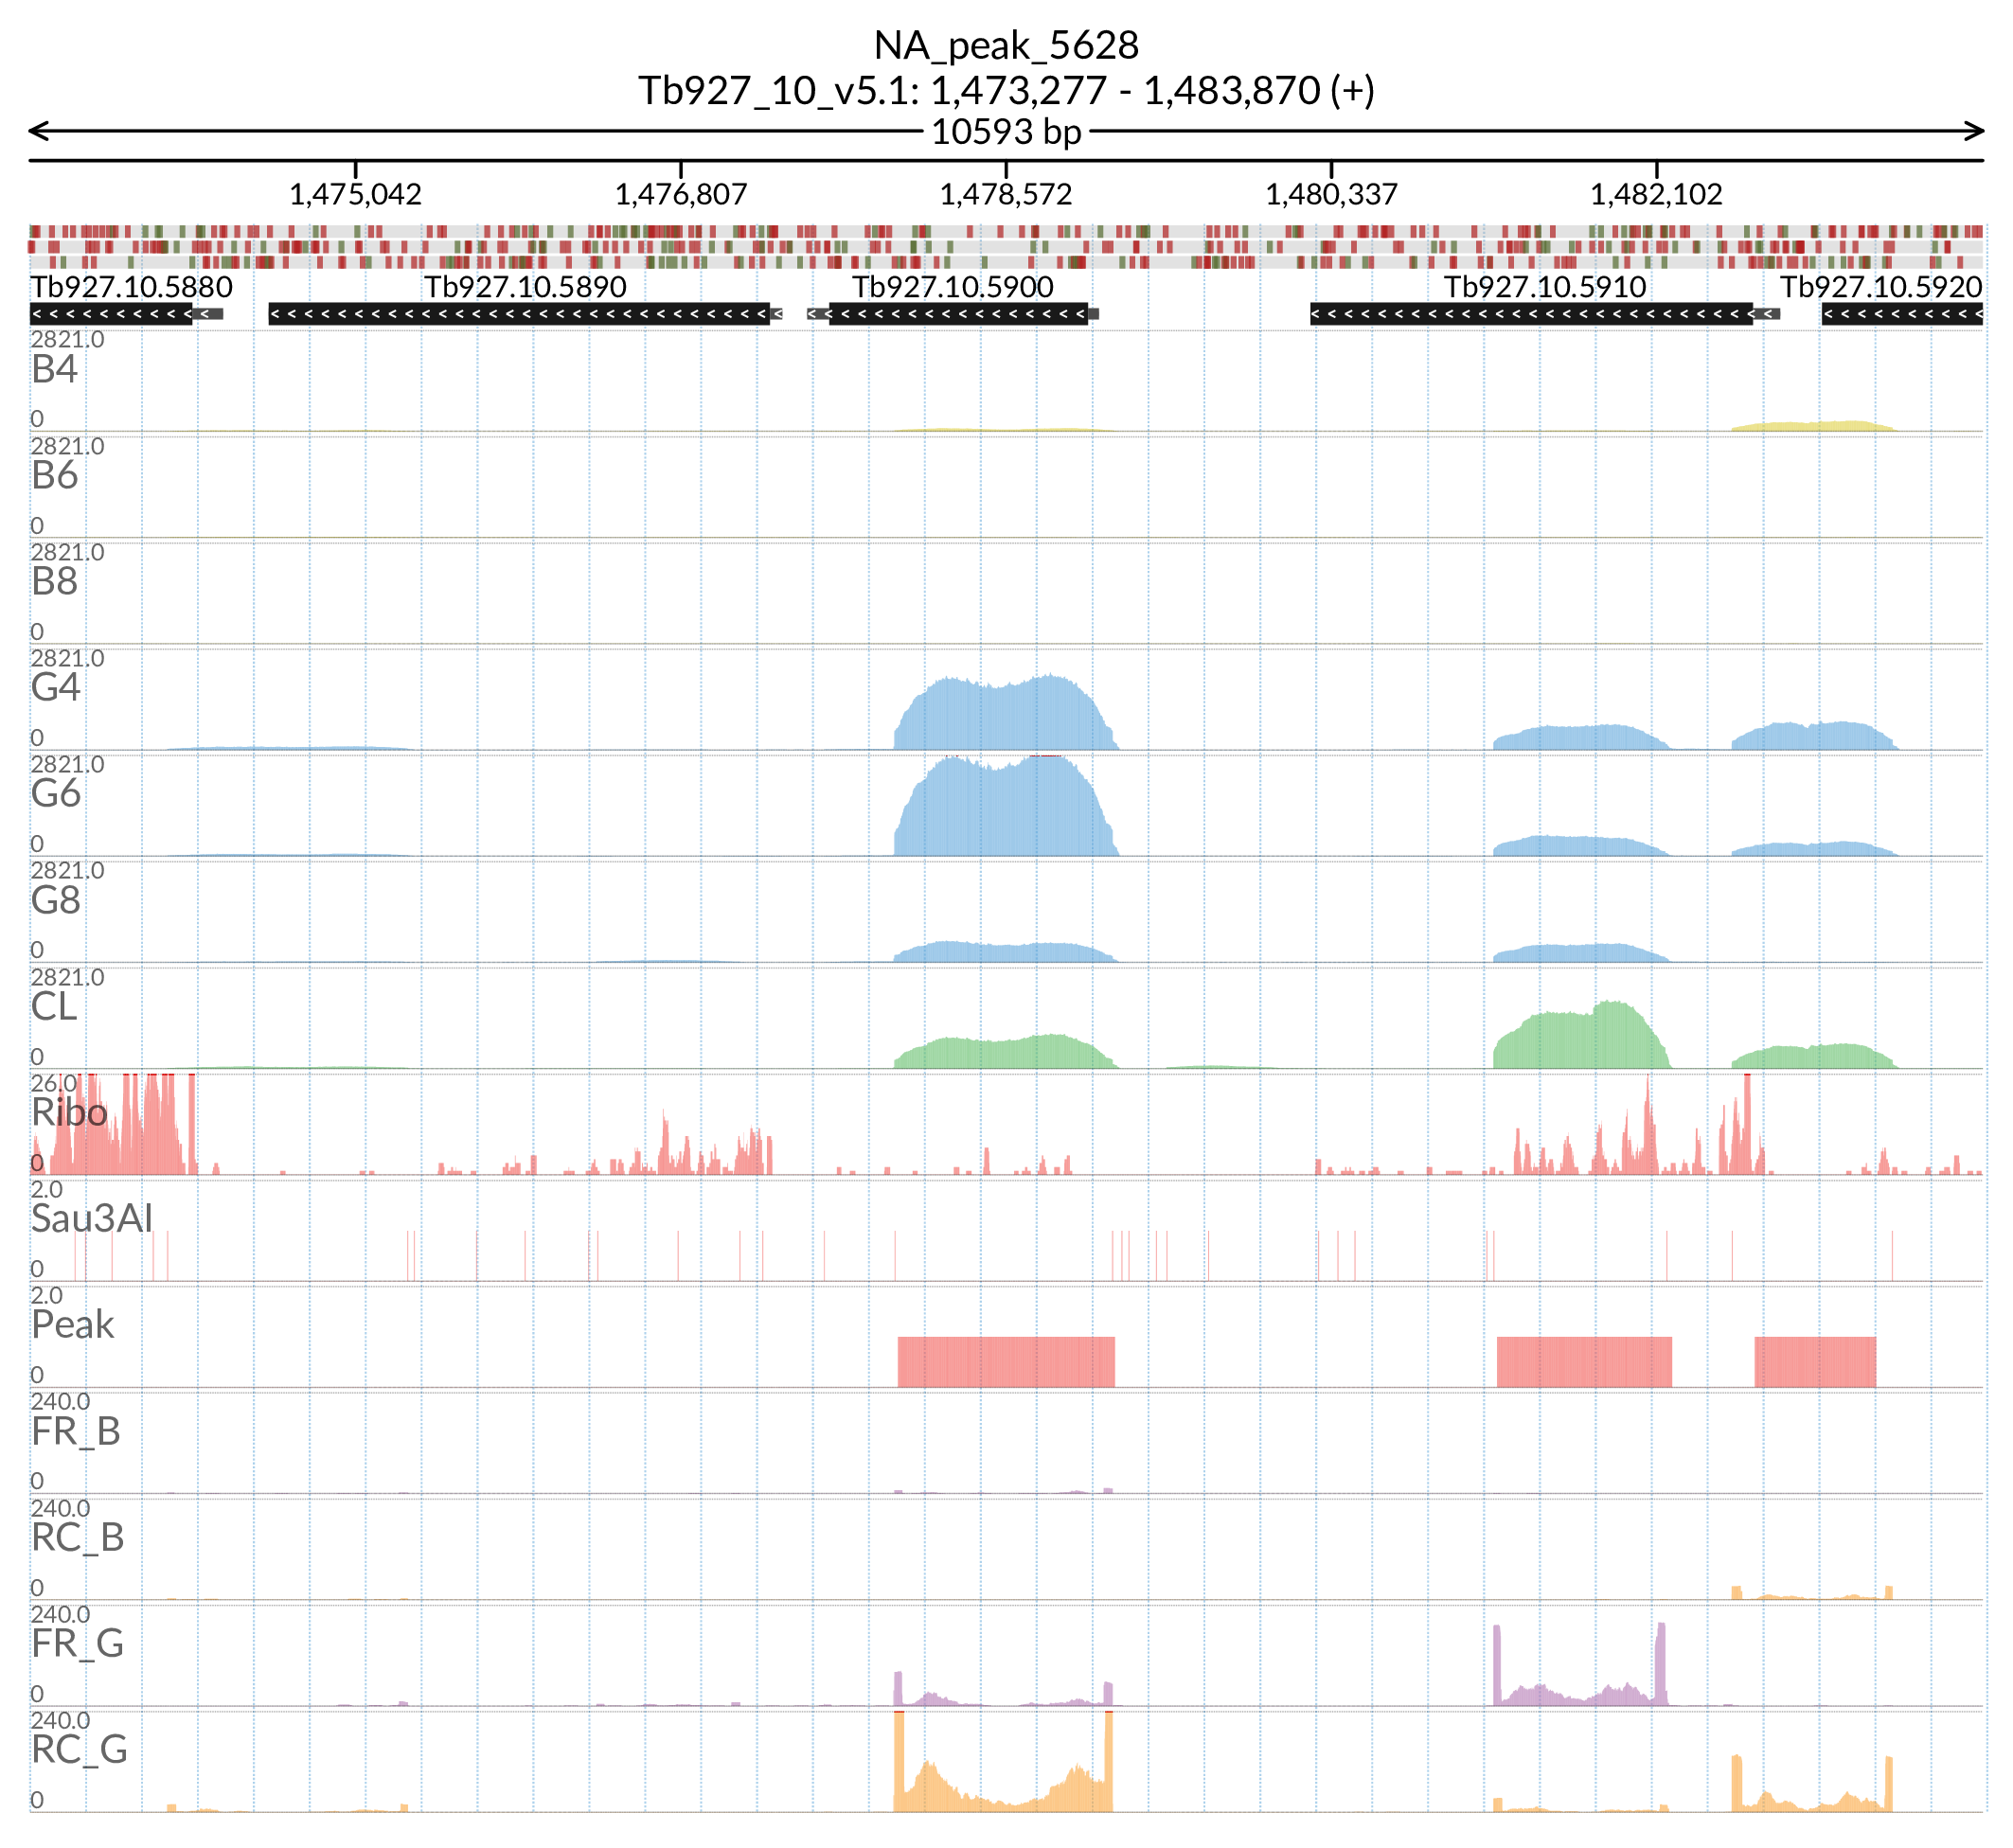 NA_peak_5628
Tb927_10_v5.1: 1,473,277 - 1,483,870 (+)
10593 bp
1,475,042 1,476,807 1,478,572 1,480,337 1,482,102
Tb927.10.5880 Tb927.10.5890 Tb927.10.5900 Tb927.10.5910 Tb927.10.5920
2821.0
B4
0
2821.0
B6
0
2821.0
B8
0
2821.0
G4
0
2821.0
G6
0
2821.0
G8
0
2821.0
CL
0
26.0
Ribo
0
2.0
Sau3AI
0
2.0
Peak
0
240.0
FR_B
0
240.0
RC_B
0
240.0
FR_G
0
240.0
RC_G
0